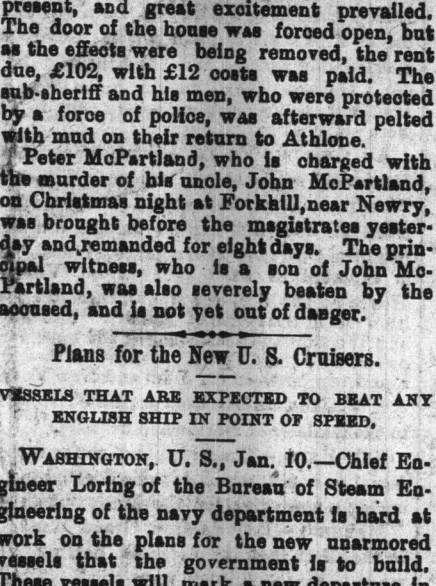 present, and great excitement prevailed.
The door of the house was forced open, but
as the effects were being removed, the rent
due, £102, with £12 costs was paid. The
sub-sheriff and his men, who were protected
by a force of police, was afterward pelted
with mud on their return to Athlone.
Peter McPartland, who is charged with
the murder of his uncle, John McPartland,
on Christmas night at Forkhill, near Newry,
was brought before the magistrates yester-
day and remanded for eight days. The prin-
cipal witness, who is a son of John Mc-
Partland, was also severely beaten by the
accused, and is not yet out of danger.
Plans for the New U. S. Cruisers.
VESSELS THAT ARE EXPECTED TO BEAT ANY
ENGLISH SHIP IN POINT OF SPEED.
WASHINGTON, U. S., Jan. 10.—Chief En-
gineer Loring of the Bureau of Steam En-
gineering of the navy department is hard at
work on the plans for the new unarmored
vessels that the government is to build.
These vessels will mark a new departure in